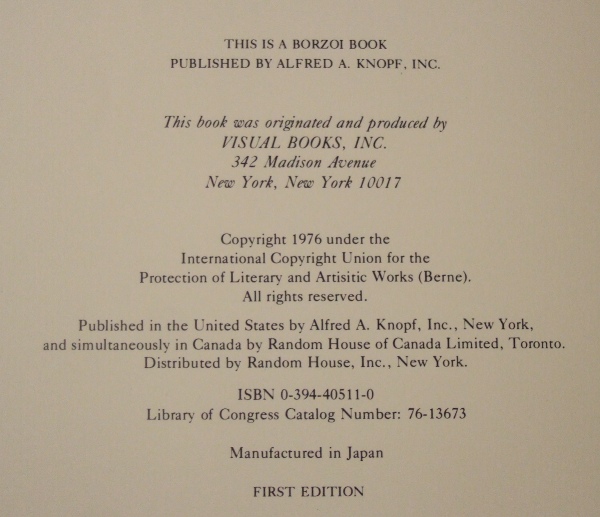 THIS IS A BORZOI BOOK
PUBLISHED BY ALFRED A. KNOPF, INC.
This book was originated and produced by
VISUAL BOOKS, INC.
342 Madison Avenue
New York, New York 10017
Copyright 1976 under the
International Copyright Union for the
Protection of Literary and Artisitic Works (Berne).
All rights reserved.
Published in the United States by Alfred A. Knopf, Inc., New York,
and simultaneously in Canada by Random House of Canada Limited, Toronto.
Distributed by Random House, Inc., New York.
ISBN 0-394-40511-0
Library of Congress Catalog Number: 76-13673
Manufactured in Japan
FIRST EDITION